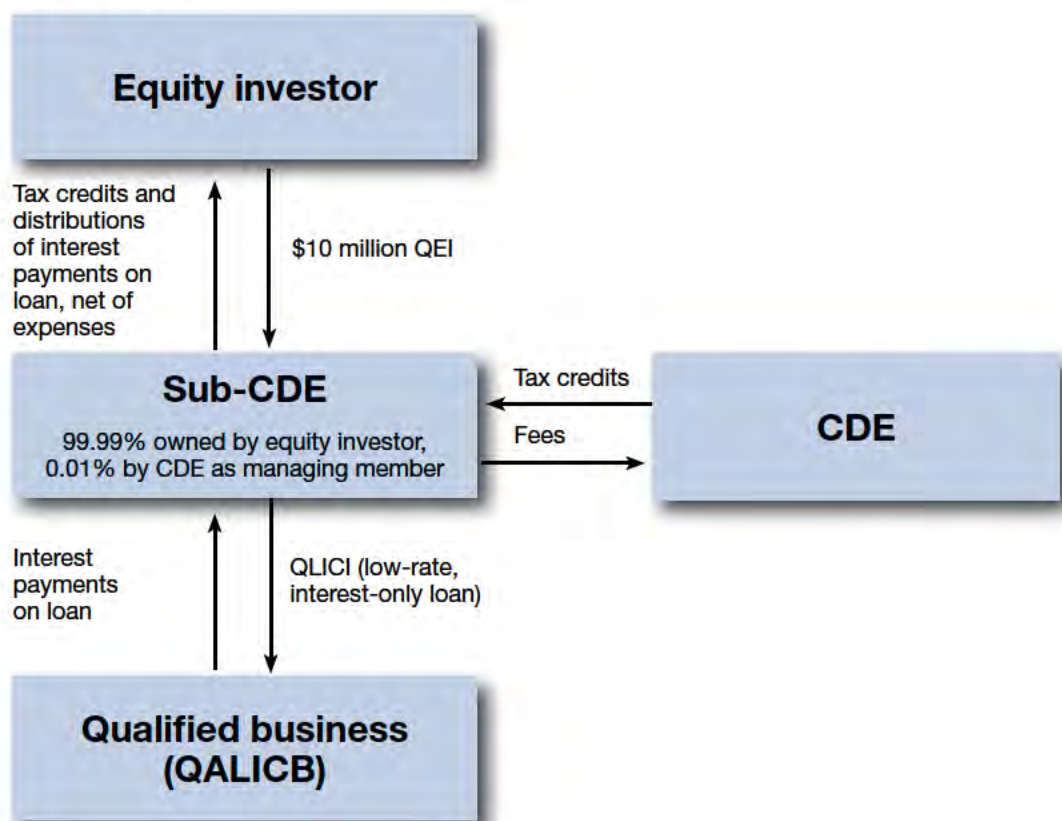 Equity investor
Tax credits and
distributions
of interest
payments on
loan, net of
expenses
$10 million QEI
Sub-CDE
99.99% owned by equity investor,
0.01% by CDE as managing member
Tax credits
Fees
CDE
Interest
payments
on loan
QLICI (low-rate,
interest-only loan)
Qualified business
(QALICB)